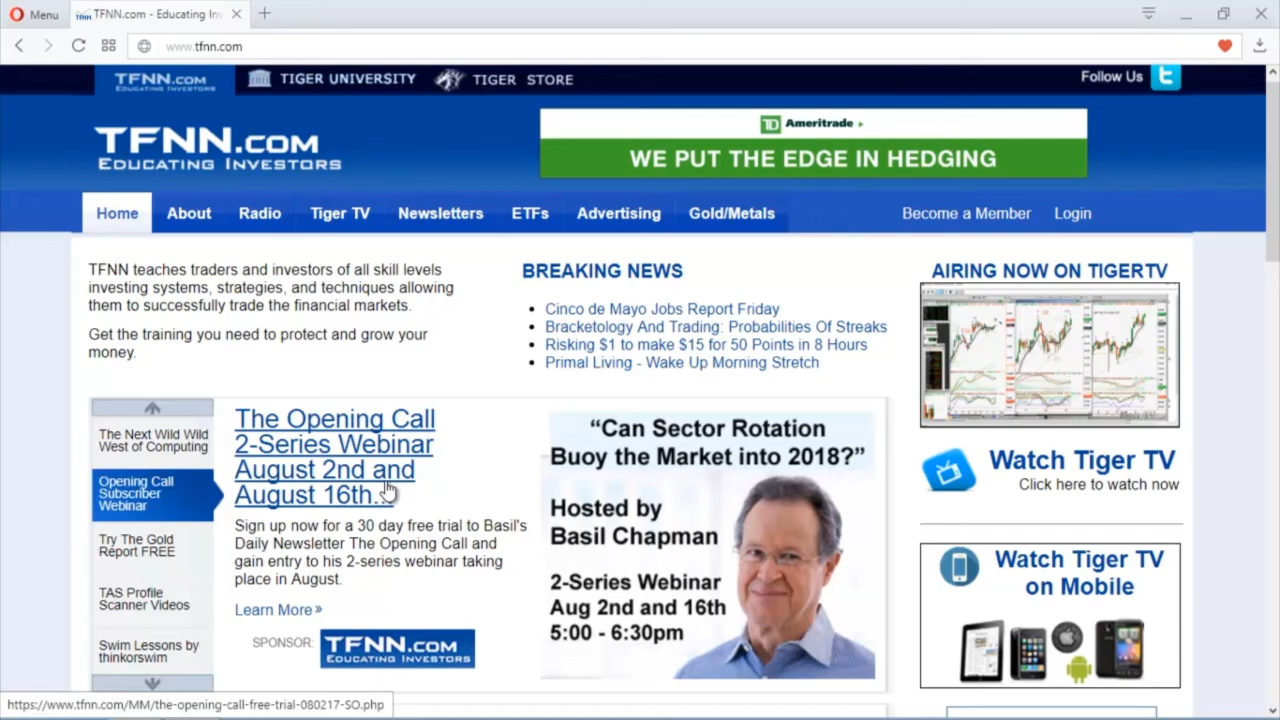 Menu
TFNN.com - Educating In
www.tfnn.com
TFNN.COM
EDUCATING INVESTORS
TIGER UNIVERSITY
TIGER STORE
Follow Us
TFNN.COM
EDUCATING INVESTORS
TD Ameritrade
WE PUT THE EDGE IN HEDGING
Home About Radio Tiger TV Newsletters ETFs Advertising Gold/Metals Become a Member Login
TFNN teaches traders and investors of all skill levels
investing systems, strategies, and techniques allowing
them to successfully trade the financial markets.
Get the training you need to protect and grow your
money.
BREAKING NEWS
Cinco de Mayo Jobs Report Friday
Bracketology And Trading: Probabilities Of Streaks
Risking $1 to make $15 for 50 Points in 8 Hours
Primal Living - Wake Up Morning Stretch
AIRING NOW ON TIGERTV
Watch Tiger TV
Click here to watch now
Watch Tiger TV
on Mobile
The Next Wild Wild
West of Computing
Opening Call
Subscriber
Webinar
Try The Gold
Report FREE
TAS Profile
Scanner Videos
Swim Lessons by
thinkorswim
The Opening Call
2-Series Webinar
August 2nd and
August 16th..
Sign up now for a 30 day free trial to Basil's
Daily Newsletter The Opening Call and
gain entry to his 2-series webinar taking
place in August.
Learn More »
SPONSOR:
TFNN.COM
EDUCATING INVESTORS
“Can Sector Rotation
Buoy the Market into 2018?”
Hosted by
Basil Chapman
2-Series Webinar
Aug 2nd and 16th
5:00 - 6:30pm
https://www.tfnn.com/MM/the-opening-call-free-trial-080217-SO.php